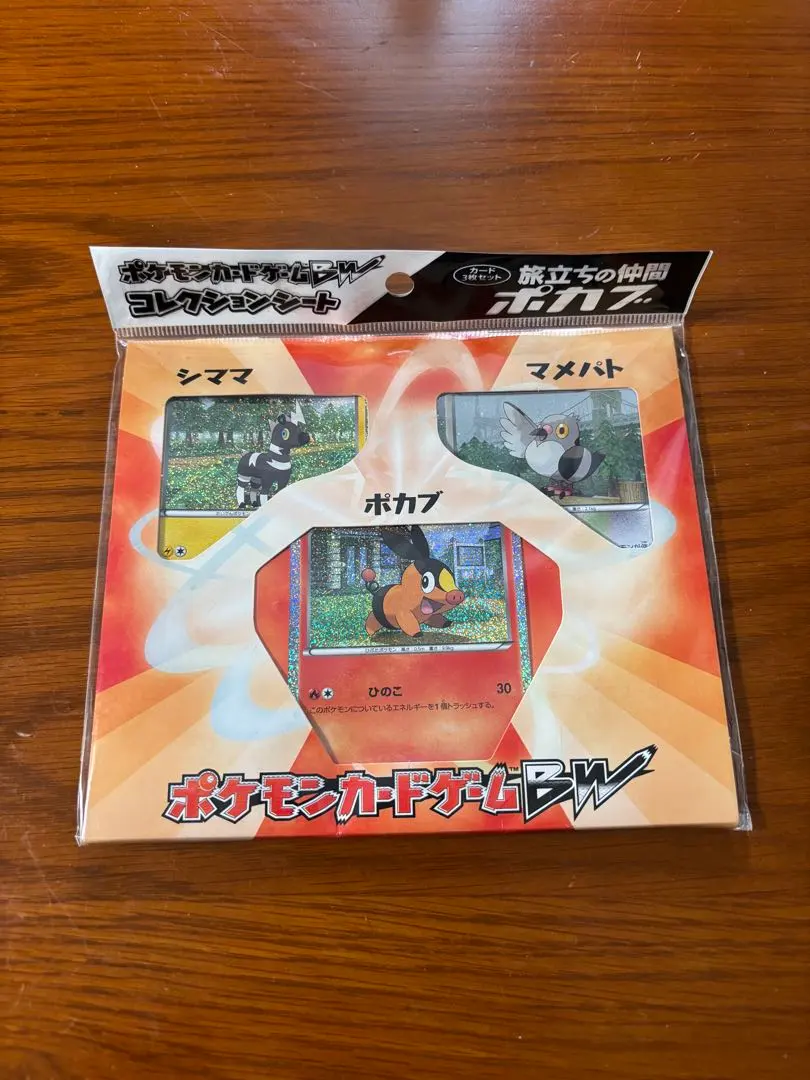 ポケモンカードゲームBW
コレクションシート
カード
3枚セット
旅立ちの仲間
ポカブ
シママ
マメパト
ポカブ
ひのこ 30
このポケモンについているエネルギーを1個トラッシュする。
ポケモンカードゲームBW
™